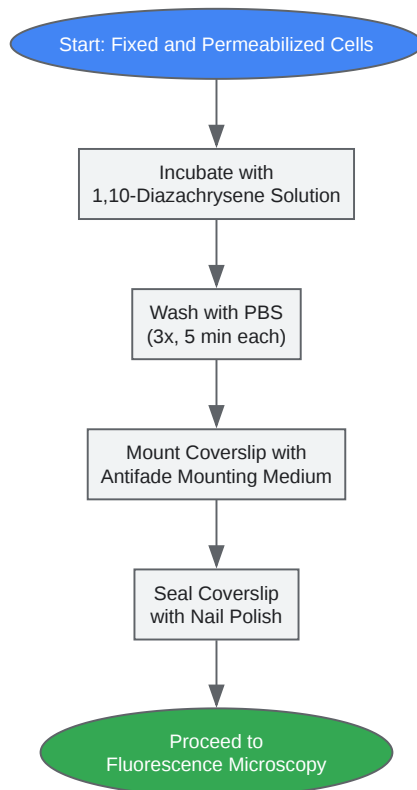 Start: Fixed and Permeabilized Cells
Incubate with
1,10-Diazachrysene Solution
Wash with PBS
(3x, 5 min each)
Mount Coverslip with
Antifade Mounting Medium
Seal Coverslip
with Nail Polish
Proceed to
Fluorescence Microscopy